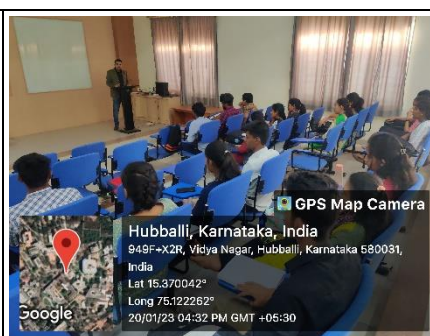 GPS Map Camera
Hubballi, Karnataka, India
949F+X2R, Vidya Nagar, Hubballi, Karnataka 580031,
India
Lat 15.370042°
Long 75.122262°
20/01/23 04:32 PM GMT +05:30
Google